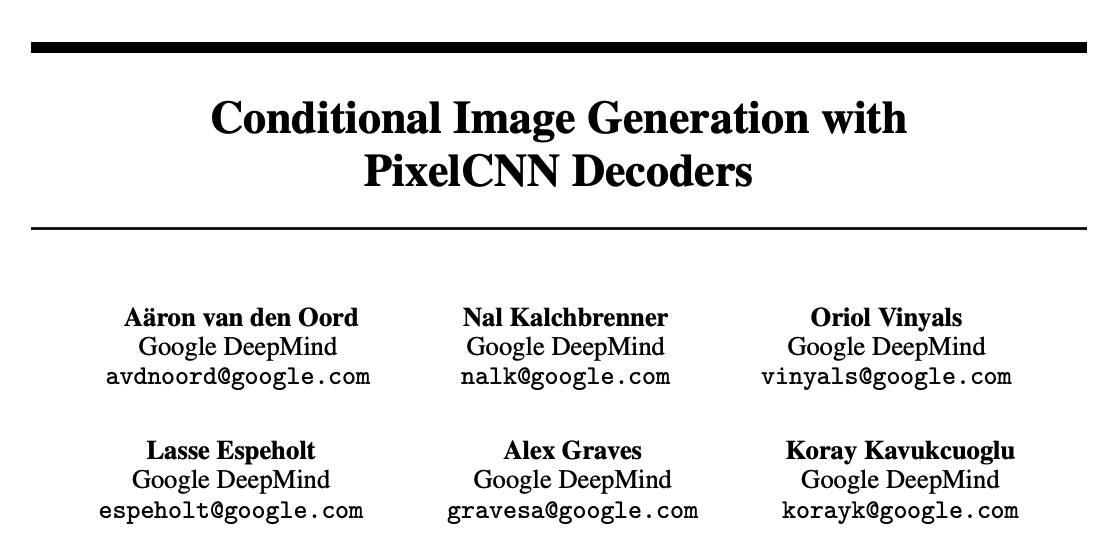 Conditional Image Generation with
PixelCNN Decoders
Aäron van den Oord
Google DeepMind
avdnoord@google.com
Nal Kalchbrenner
Google DeepMind
nalk@google.com
Oriol Vinyals
Google DeepMind
vinyals@google.com
Lasse Espeholt
Google DeepMind
espeholt@google.com
Alex Graves
Google DeepMind
gravesa@google.com
Koray Kavukcuoglu
Google DeepMind
korayk@google.com